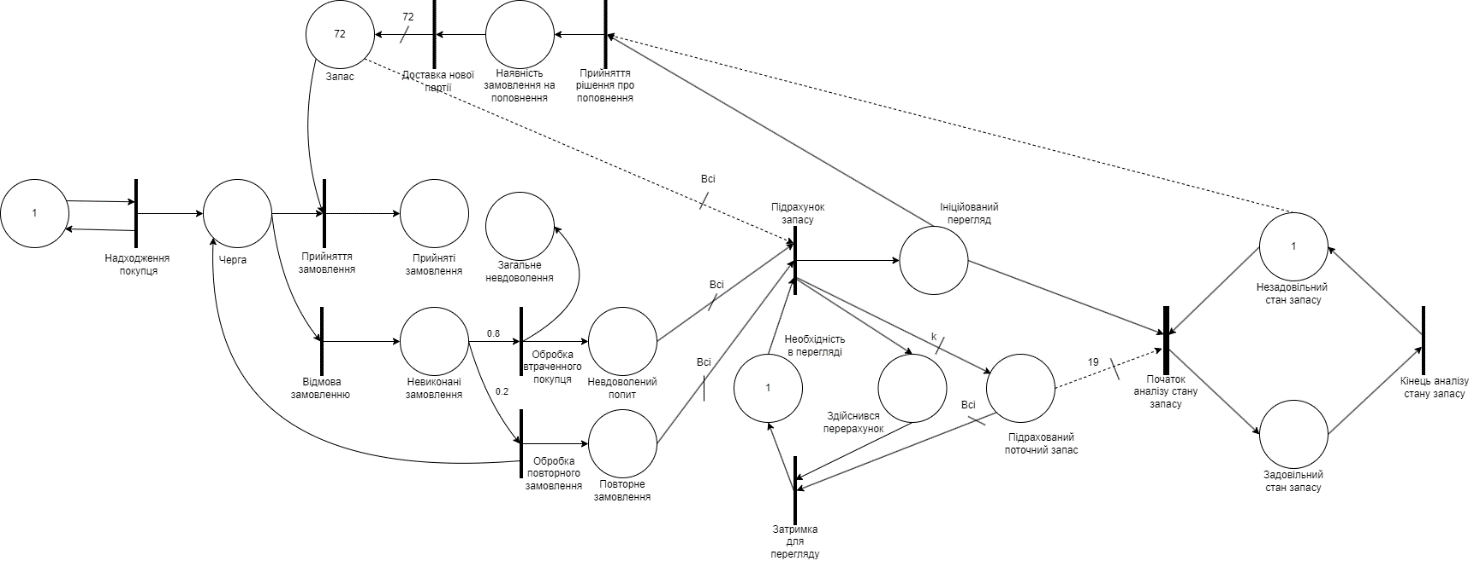 72
72
Запас
Доставка нової
партії
Наявність
замовлення на
поповнення
Прийняття
рішення про
поповнення
1
Надходження
покупця
Черга
Прийняття
замовлення
Прийняті
замовлення
Загальне
невдоволення
Всі
Підрахунок
запасу
Ініційований
перегляд
1
Незадовільний
стан запасу
Відмова
замовленню
Невиконані
замовлення
0.8
0.2
Обробка
втраченого
покупця
Невдоволений
попит
Всі
Всі
Необхідність
в перегляді
1
k
Здійснився
перерахунок
Всі
Підрахований
поточний запас
19
Початок
аналізу стану
запасу
Кінець аналізу
стану запасу
Задовільний
стан запасу
Обробка
повторного
замовлення
Повторне
замовлення
Затримка
для
перегляду